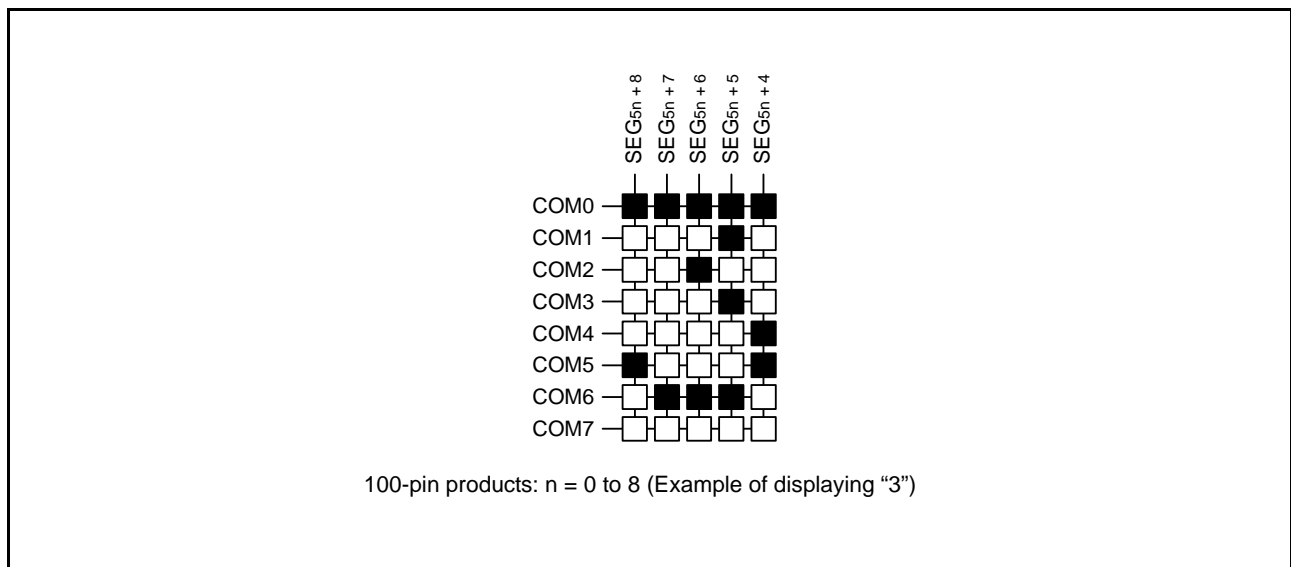 SEG5n + 8
SEG5n + 7
SEG5n + 6
SEG5n + 5
SEG5n + 4
COM0
COM1
COM2
COM3
COM4
COM5
COM6
COM7
100-pin products: n = 0 to 8 (Example of displaying “3”)